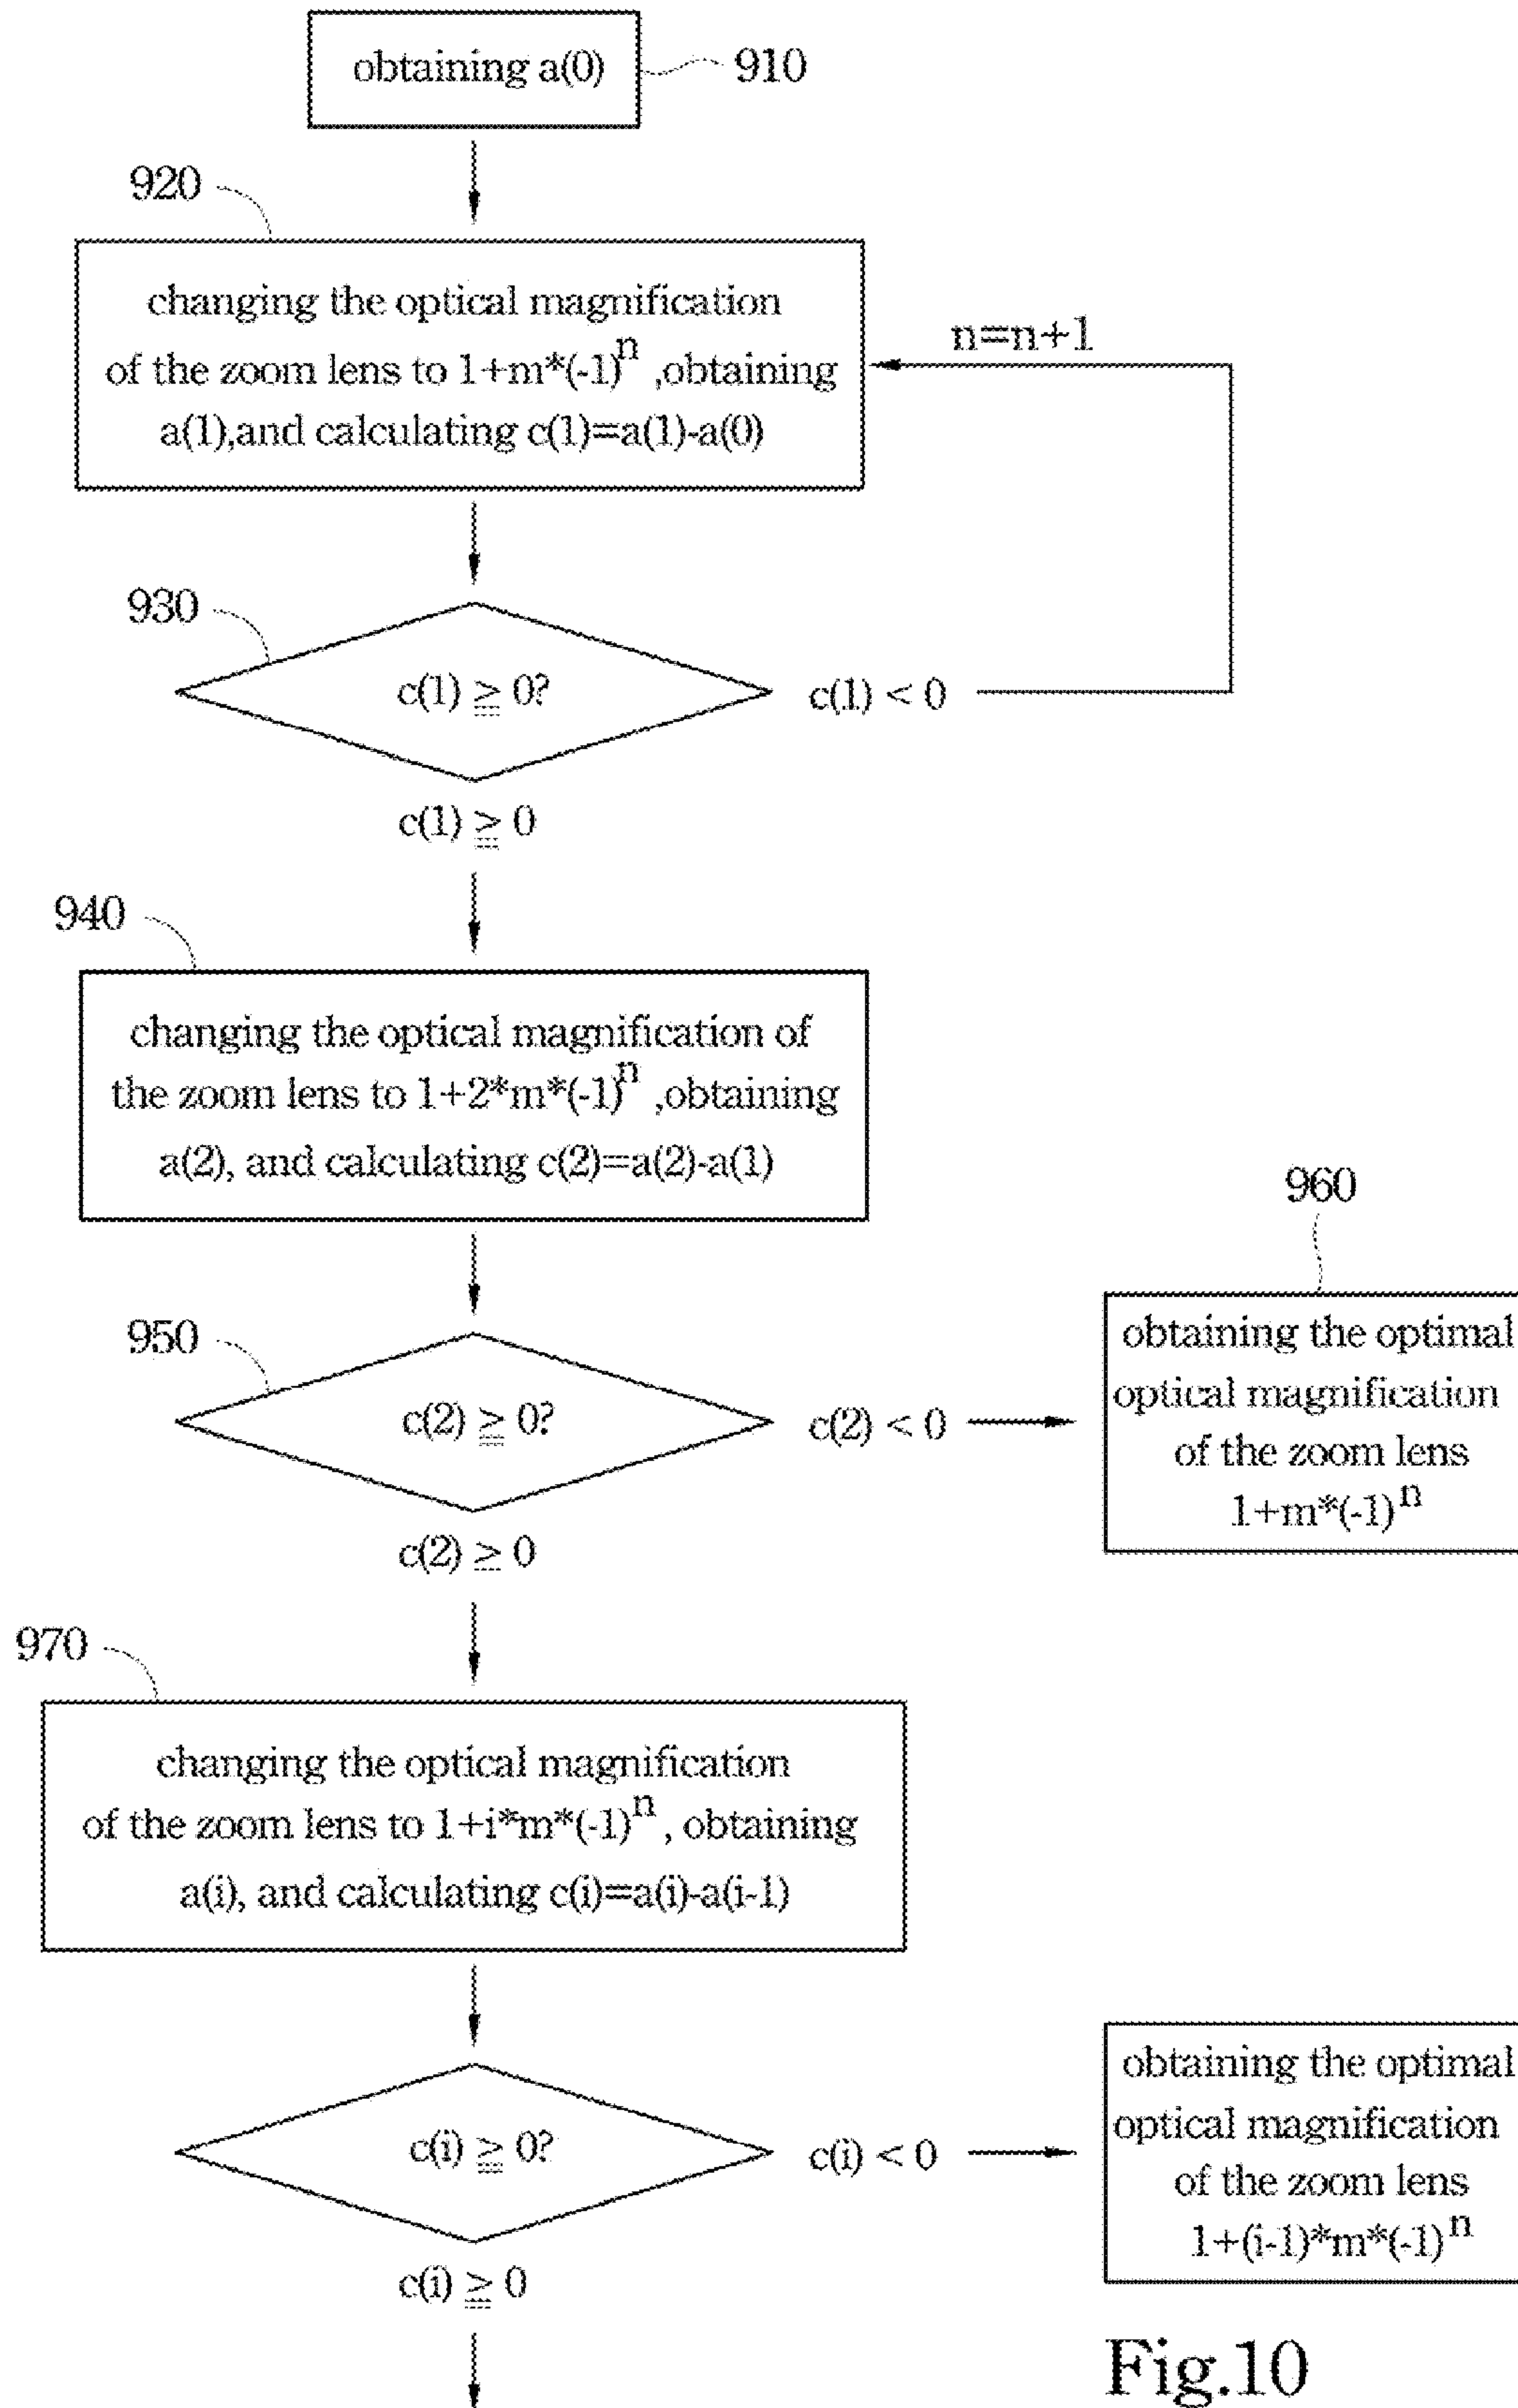 obtaining a(0)
910
920
changing the optical magnification
of the zoom lens to 1+m*(-1)^n ,obtaining
a(1),and calculating c(1)=a(1)-a(0)
n=n+1
930
c(1) ≧ 0?
c(1) < 0
c(1) ≧ 0
940
changing the optical magnification of
the zoom lens to 1+2*m*(-1)^n ,obtaining
a(2), and calculating c(2)=a(2)-a(1)
950
c(2) ≧ 0?
c(2) < 0
960
obtaining the optimal
optical magnification
of the zoom lens
1+m*(-1)^n
c(2) ≥ 0
970
changing the optical magnification
of the zoom lens to 1+i*m*(-1)^n, obtaining
a(i), and calculating c(i)=a(i)-a(i-1)
c(i) ≧ 0?
c(i) < 0
obtaining the optimal
optical magnification
of the zoom lens
1+(i-1)*m*(-1)^n
c(i) ≧ 0
Fig.10